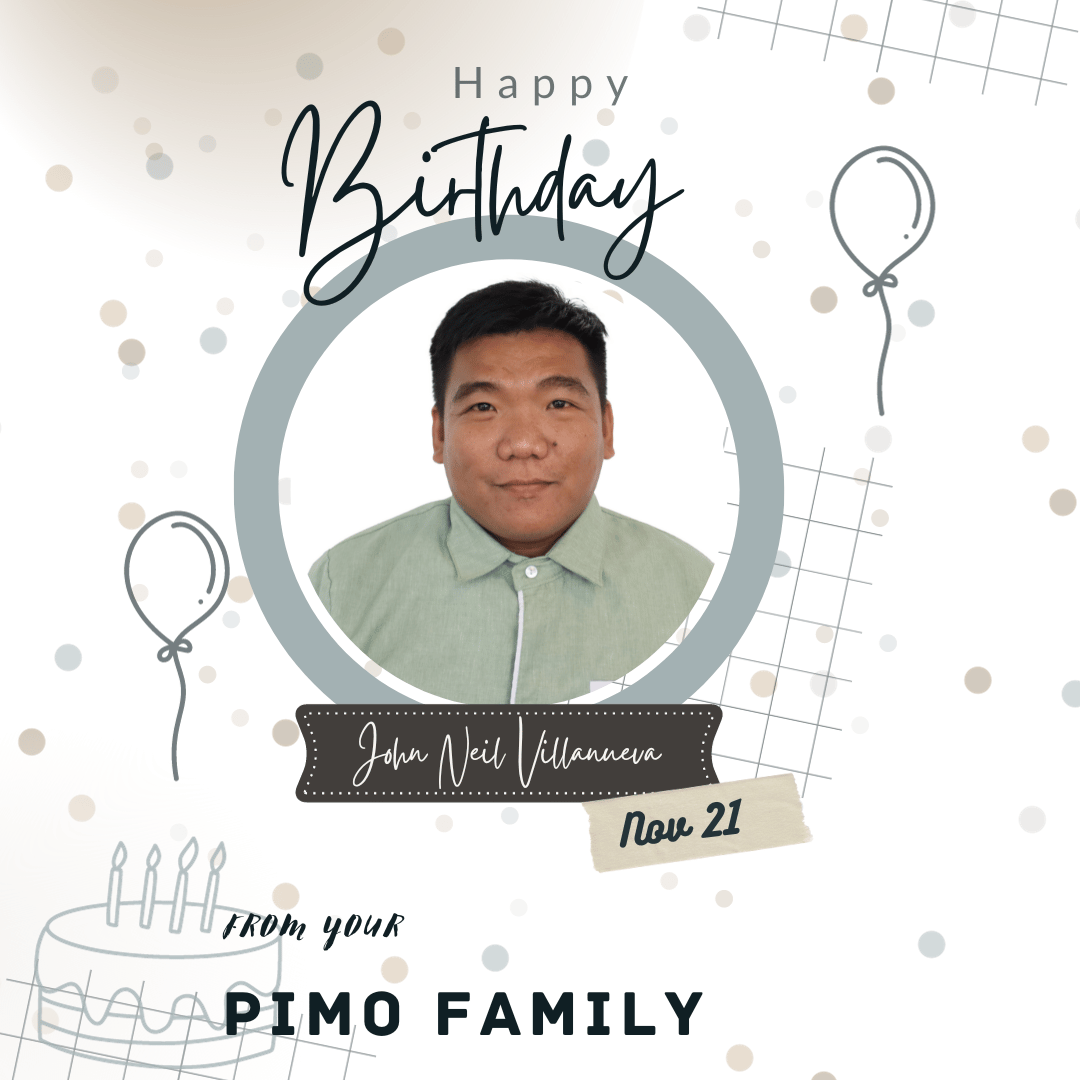 Happy
Birthday
John Neil Villanueva
Nov 21
FROM YOUR
PIMO FAMILY